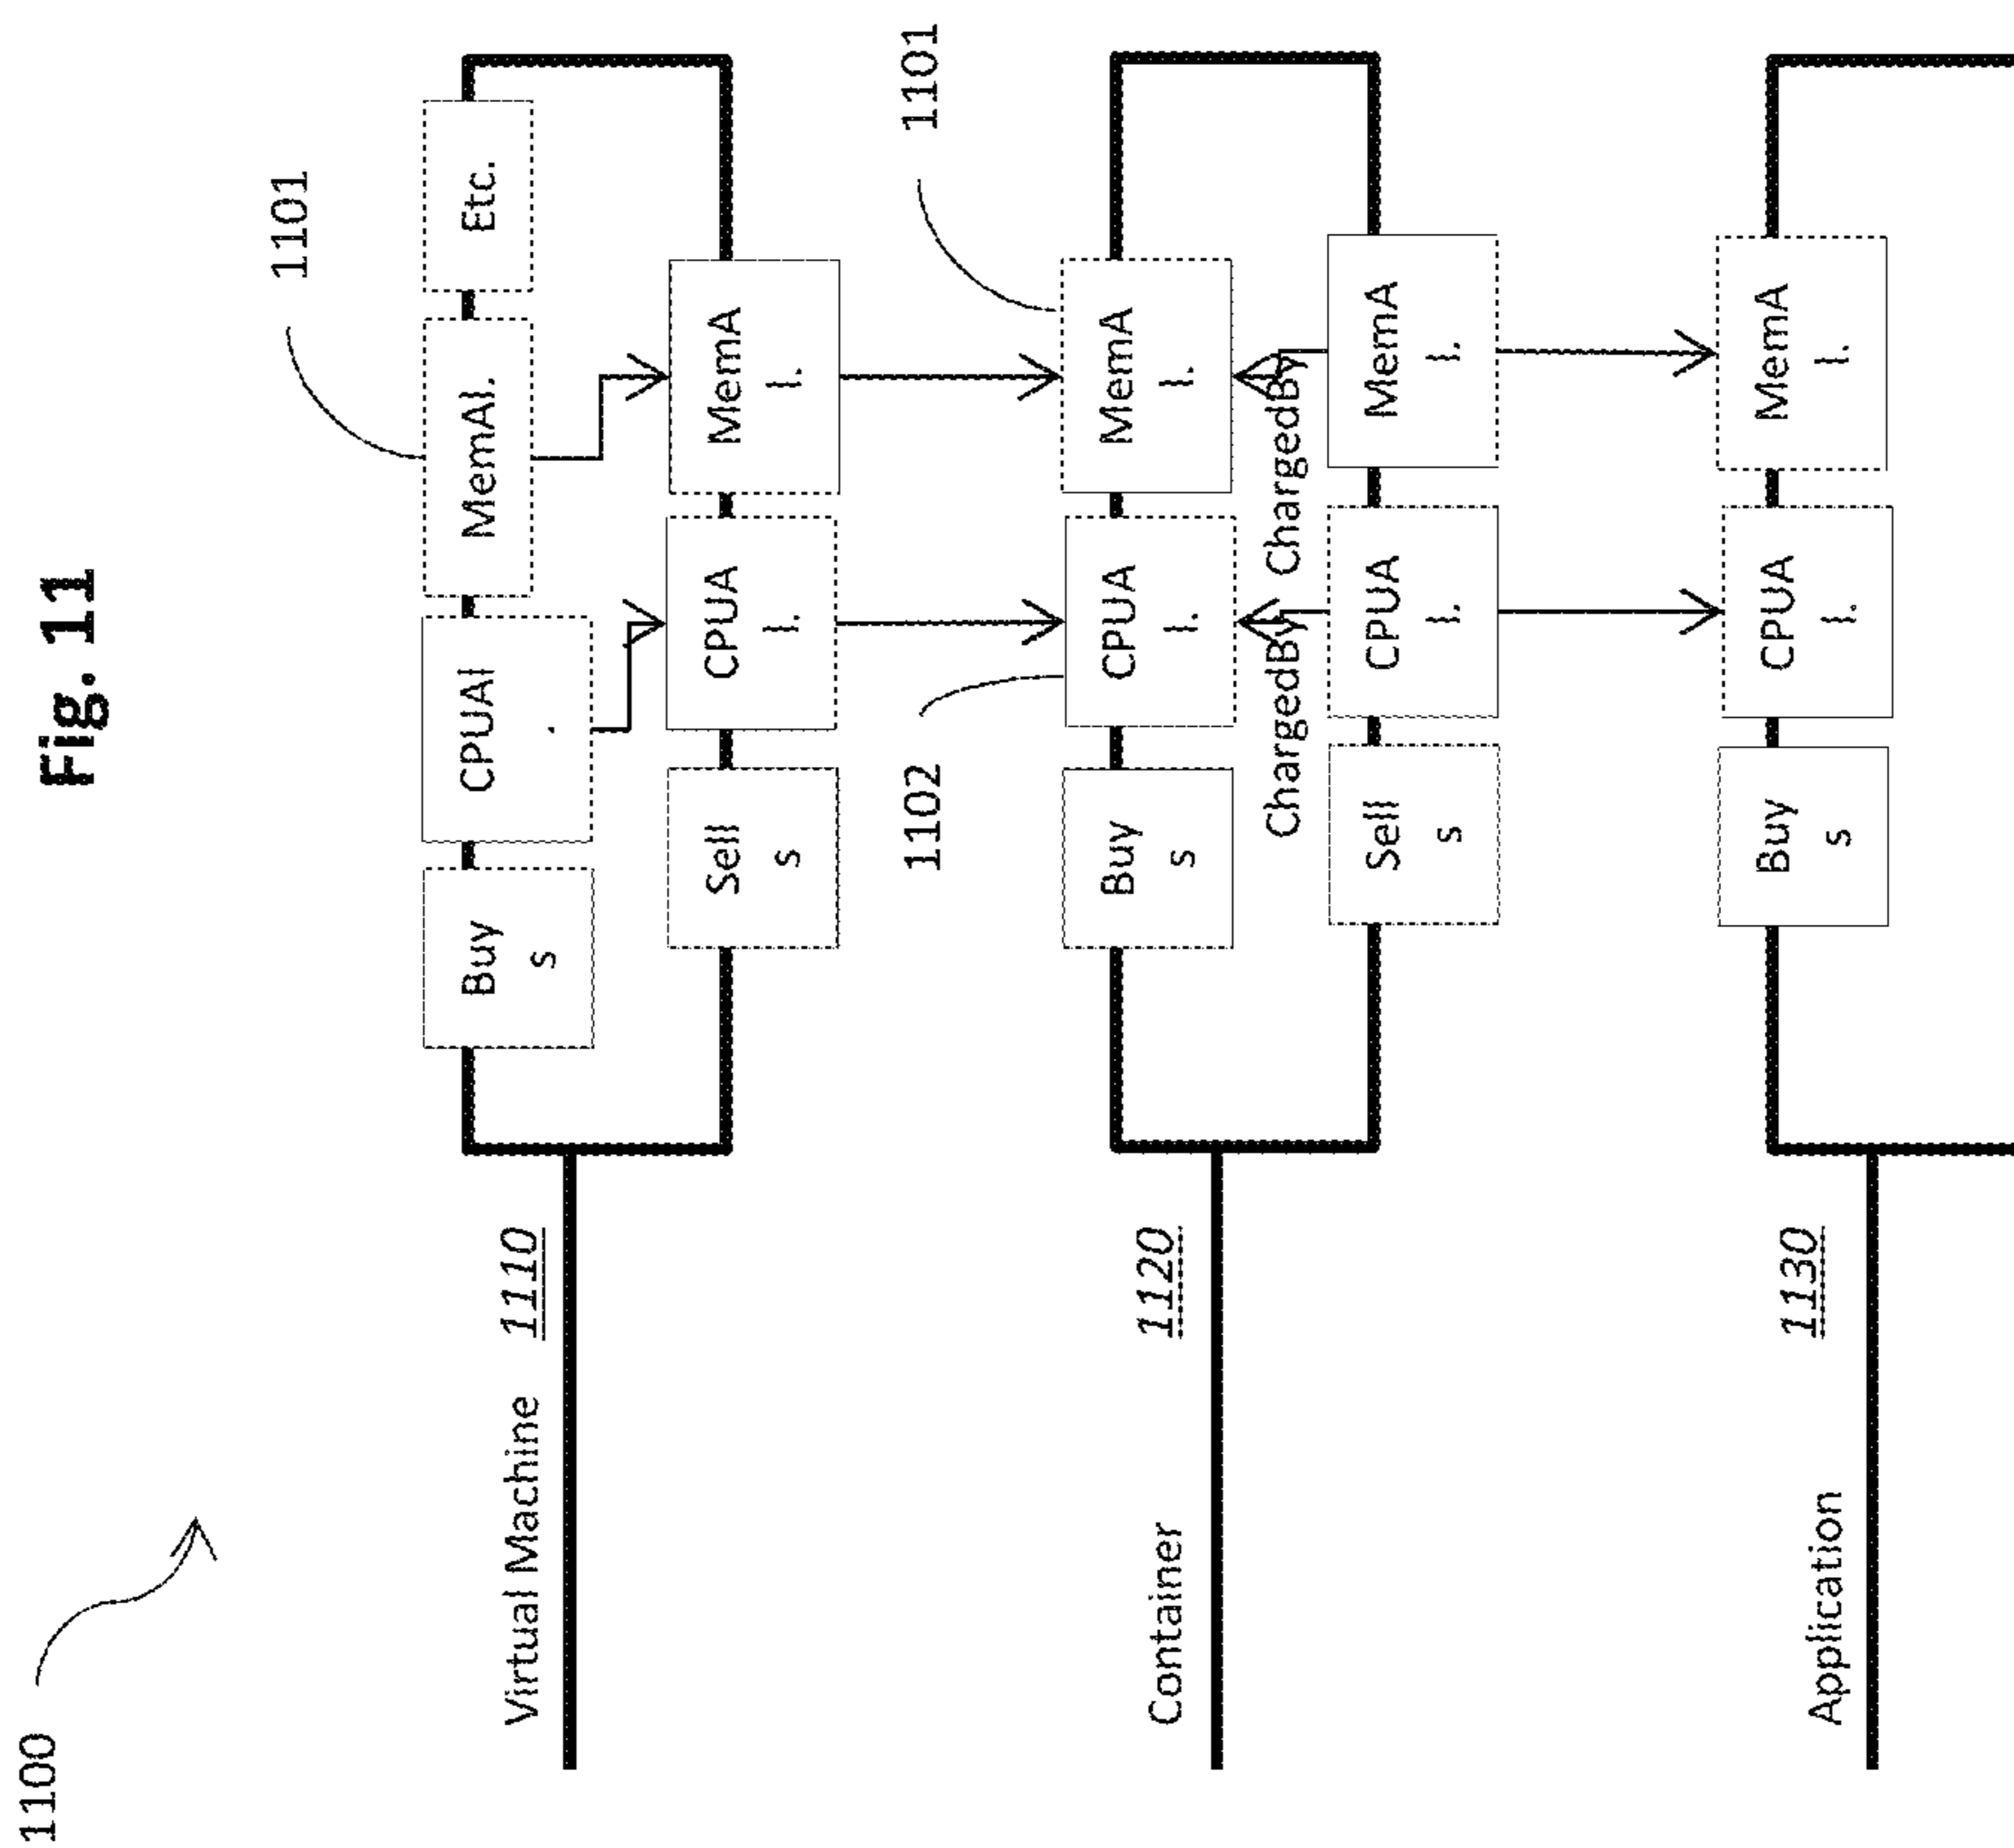 1100
Fig. 11
1101
Virtual Machine 1110
Buy
s
CPUAl
.
MemAl.
Etc.
Sell
s
CPUA
l.
MemA
l.
1102
1101
Container 1120
Buy
s
CPUA
l.
MemA
l.
ChargedBy
ChargedBy
Sell
s
CPUA
l.
MemA
l.
Application 1130
Buy
s
CPUA
l.
MemA
l.